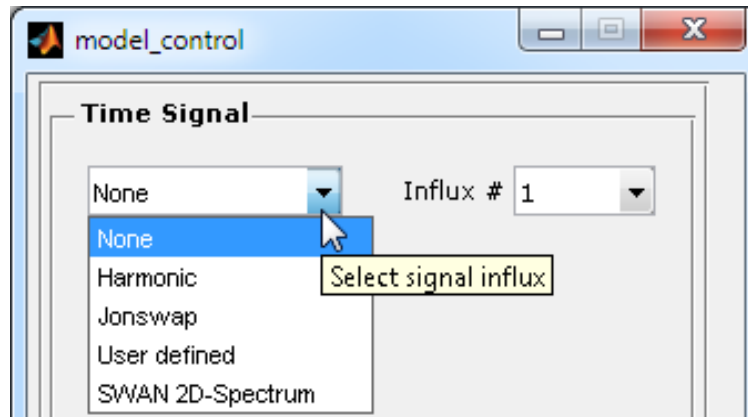 model_control
Time Signal
None
Influx # 1
None
Harmonic
Select signal influx
Jonswap
User defined
SWAN 2D-Spectrum